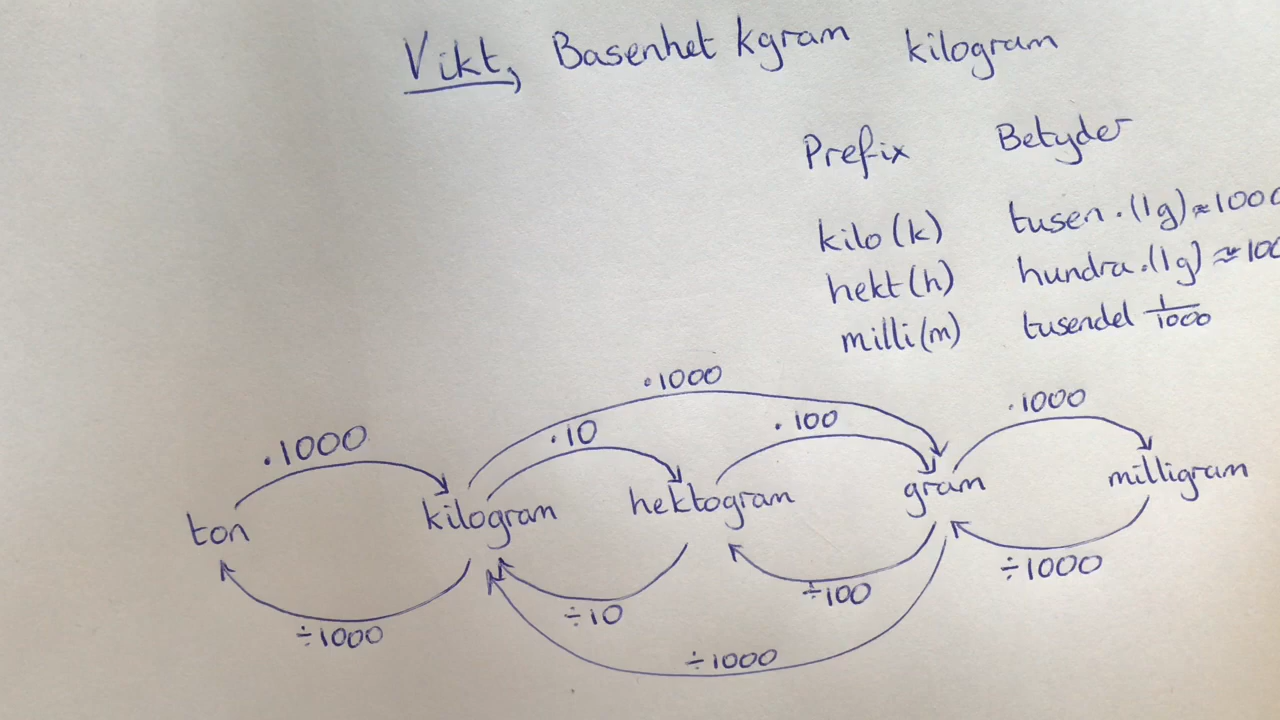 Vikt, Basenhet kgram kilogram
Prefix Betyder
kilo (k) tusen · (1g) ≈ 1000
hekt (h) hundra · (1g) ≈ 100
milli (m) tusendel 1/1000
·1000
·10
·1000
·100
·1000
ton kilogram hektogram gram milligram
÷1000
÷10
÷1000
÷100
÷1000